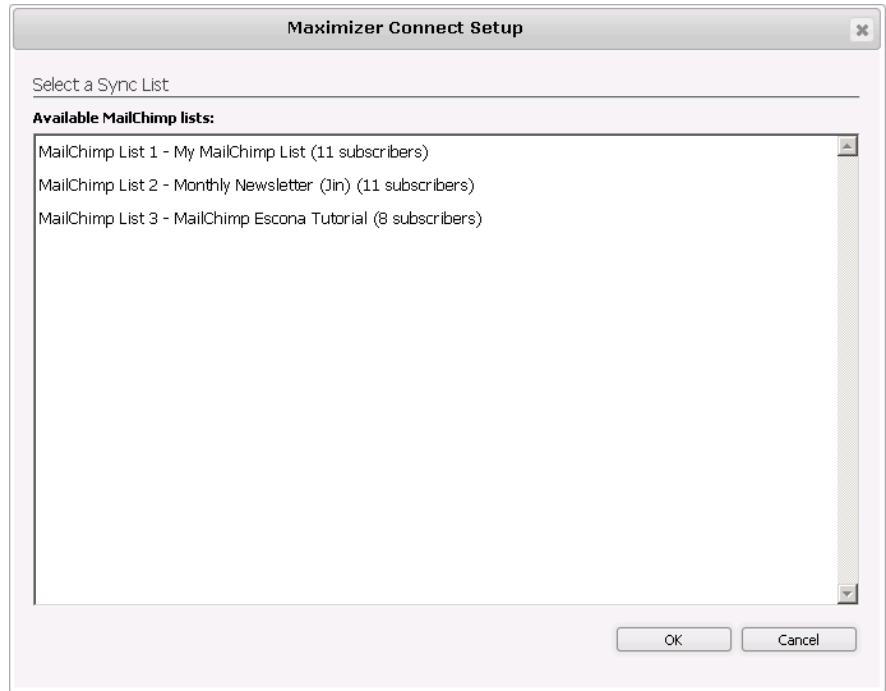 Maximizer Connect Setup
Select a Sync List
Available MailChimp lists:
MailChimp List 1 - My MailChimp List (11 subscribers)
MailChimp List 2 - Monthly Newsletter (Jin) (11 subscribers)
MailChimp List 3 - MailChimp Escona Tutorial (8 subscribers)
OK Cancel